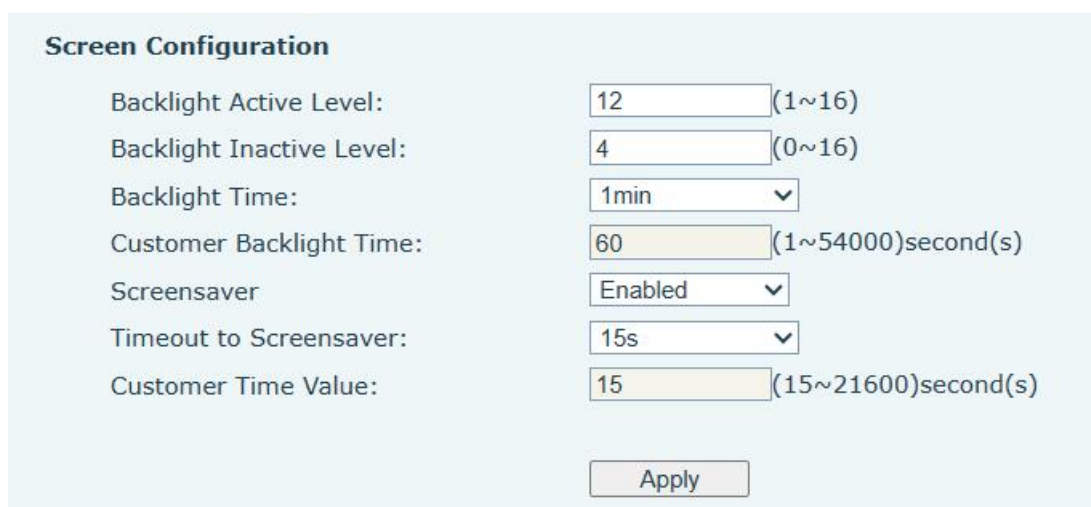 Screen Configuration
Backlight Active Level: 12 (1~16)
Backlight Inactive Level: 4 (0~16)
Backlight Time: 1min
Customer Backlight Time: 60 (1~54000)second(s)
Screensaver Enabled
Timeout to Screensaver: 15s
Customer Time Value: 15 (15~21600)second(s)
Apply